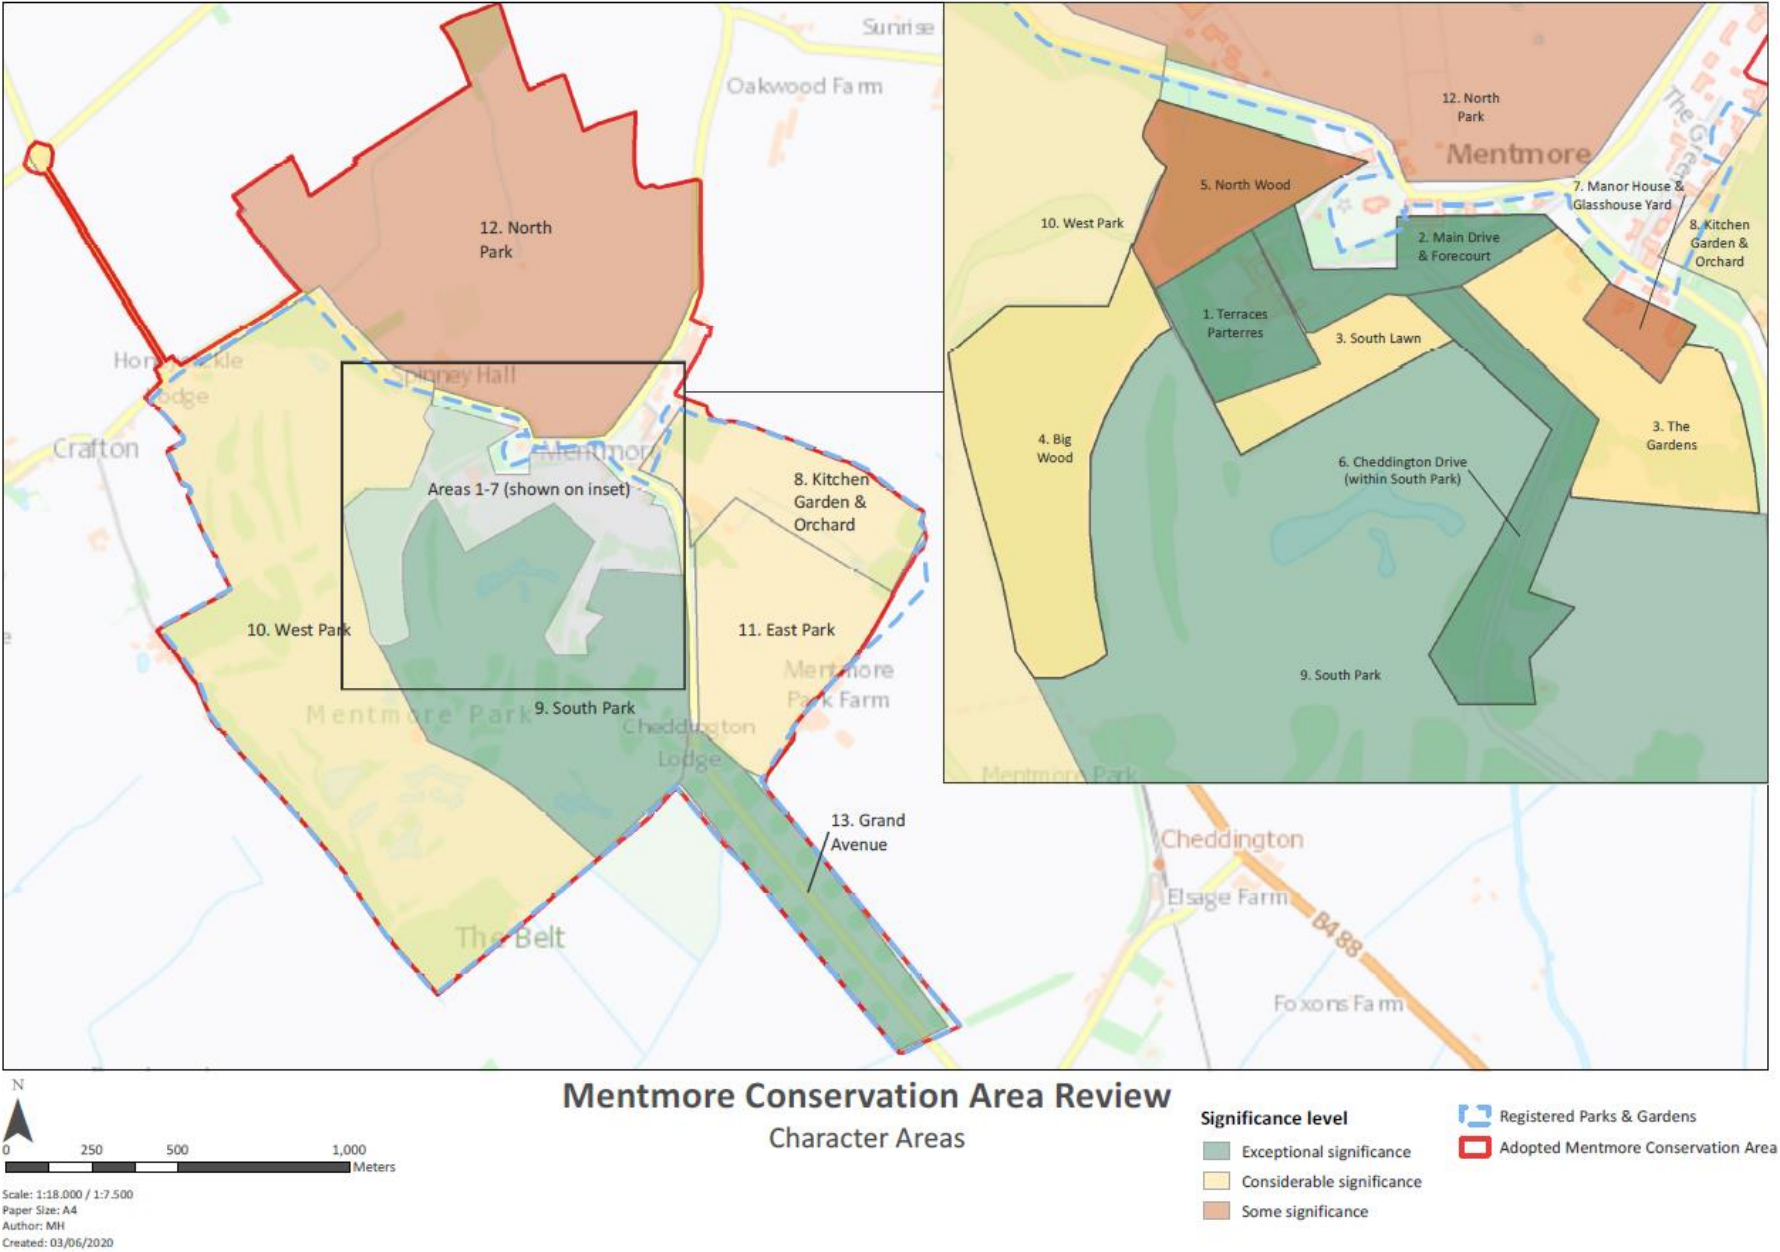 Sunrise
Oakwood Farm
12. North
Park
Honeysuckle
Lodge
Spinney Hall
Crafton
Mentmore
Areas 1-7 (shown on inset)
8. Kitchen
Garden &
Orchard
10. West Park
11. East Park
Mentmore
Park Farm
Mentmore Park
9. South Park
Cheddington
Lodge
13. Grand
Avenue
The Belt
12. North
Park
Mentmore
The Green
5. North Wood
7. Manor House &
Glasshouse Yard
10. West Park
2. Main Drive
& Forecourt
8. Kitchen
Garden &
Orchard
1. Terraces
Parterres
3. South Lawn
4. Big
Wood
3. The
Gardens
6. Cheddington Drive
(within South Park)
9. South Park
Mentmore Park
Cheddington
Elsage Farm
B488
Foxons Farm
N
0 250 500 1,000
Meters
Scale: 1:18.000 / 1:7.500
Paper Size: A4
Author: MH
Created: 03/06/2020
Mentmore Conservation Area Review
Character Areas
Significance level
Exceptional significance
Considerable significance
Some significance
Registered Parks & Gardens
Adopted Mentmore Conservation Area